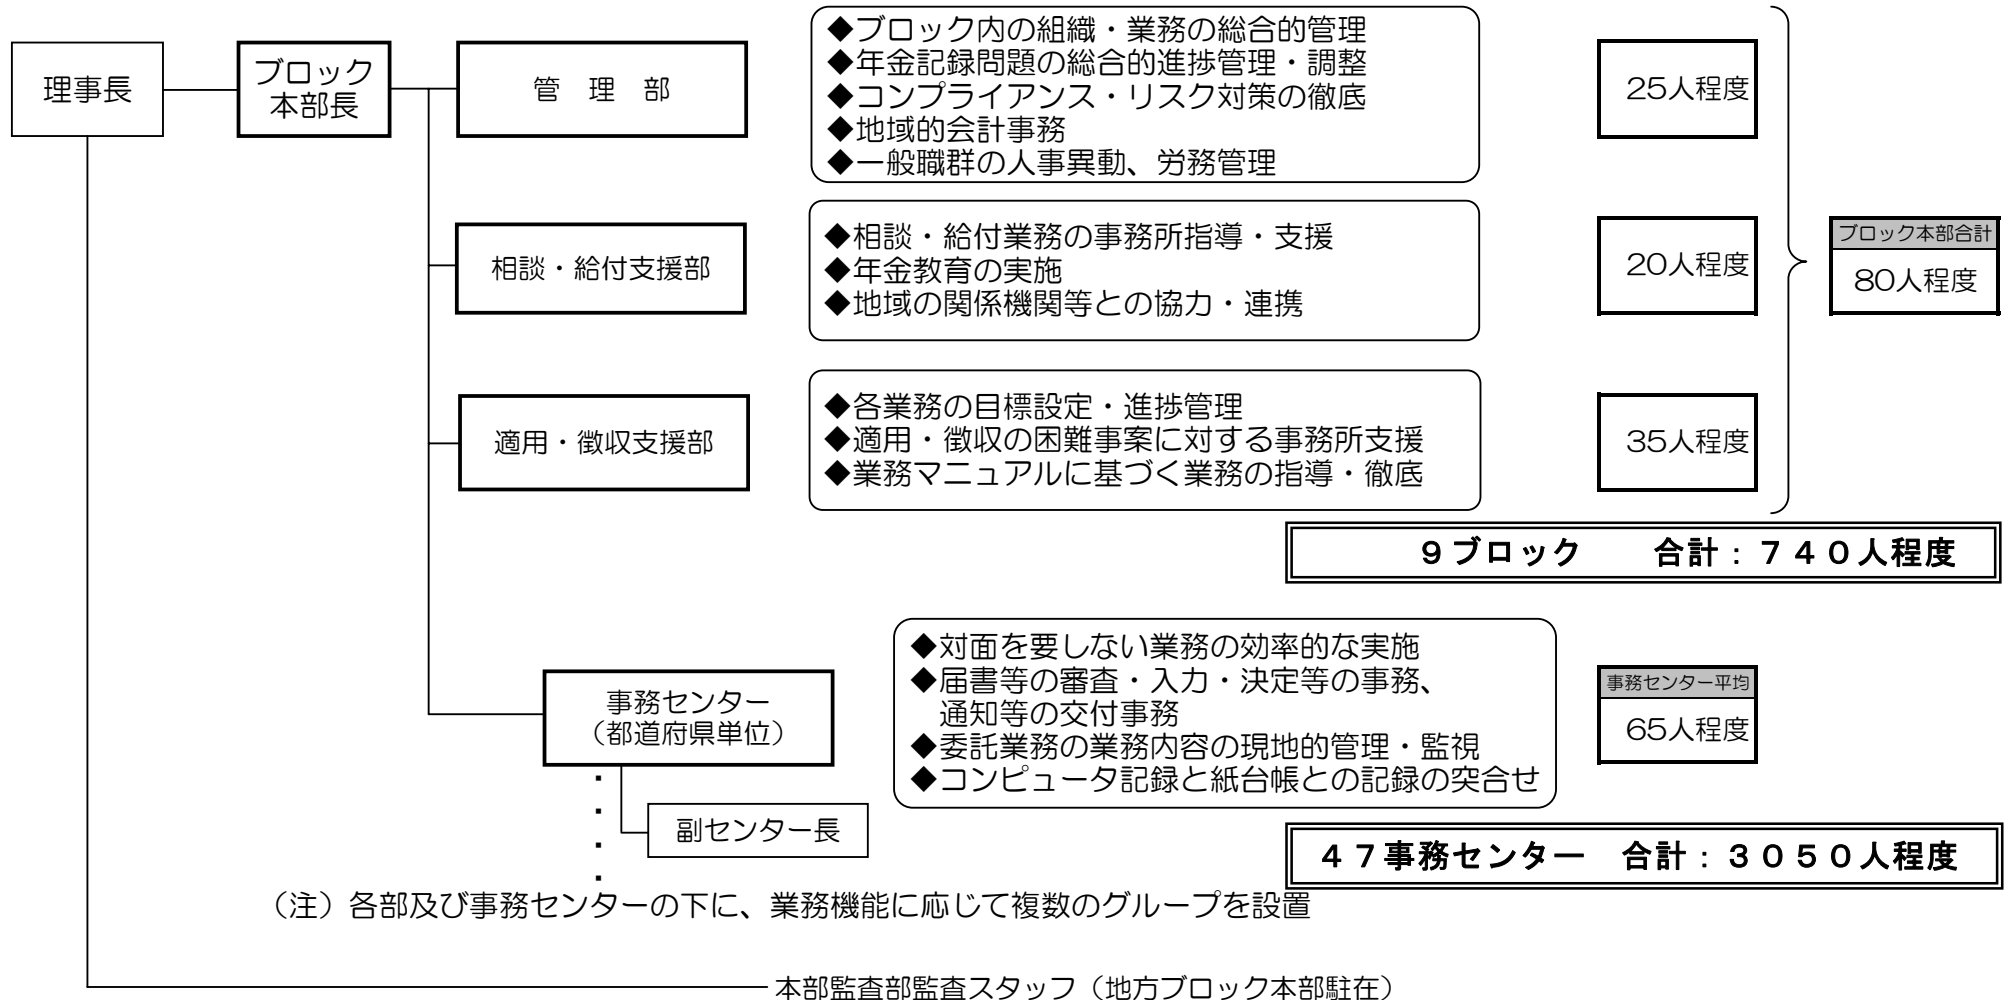 理事長
ブロック
本部長
管　理　部
◆ブロック内の組織・業務の総合的管理
◆年金記録問題の総合的進捗管理・調整
◆コンプライアンス・リスク対策の徹底
◆地域的会計事務
◆一般職群の人事異動、労務管理
25人程度
相談・給付支援部
◆相談・給付業務の事務所指導・支援
◆年金教育の実施
◆地域の関係機関等との協力・連携
20人程度
ブロック本部合計
80人程度
適用・徴収支援部
◆各業務の目標設定・進捗管理
◆適用・徴収の困難事案に対する事務所支援
◆業務マニュアルに基づく業務の指導・徹底
35人程度
９ブロック　　合計：７４０人程度
事務センター
（都道府県単位）
◆対面を要しない業務の効率的な実施
◆届書等の審査・入力・決定等の事務、
通知等の交付事務
◆委託業務の業務内容の現地的管理・監視
◆コンピュータ記録と紙台帳との記録の突合せ
事務センター平均
65人程度
副センター長
４７事務センター　合計：３０５０人程度
（注）各部及び事務センターの下に、業務機能に応じて複数のグループを設置
本部監査部監査スタッフ（地方ブロック本部駐在）